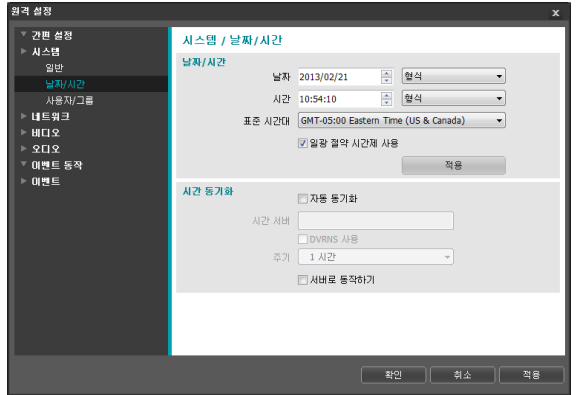 원격 설정
x
간편 설정
시스템
일반
날짜/시간
사용자/그룹
네트워크
비디오
오디오
이벤트 동작
이벤트
시스템 / 날짜/시간
날짜/시간
날짜 2013/02/21 형식
시간 10:54:10 형식
표준 시간대 GMT-05:00 Eastern Time (US & Canada)
일광 절약 시간제 사용
적용
시간 동기화
자동 동기화
시간 서버
DVRNS 사용
주기 1 시간
서버로 동작하기
확인 취소 적용